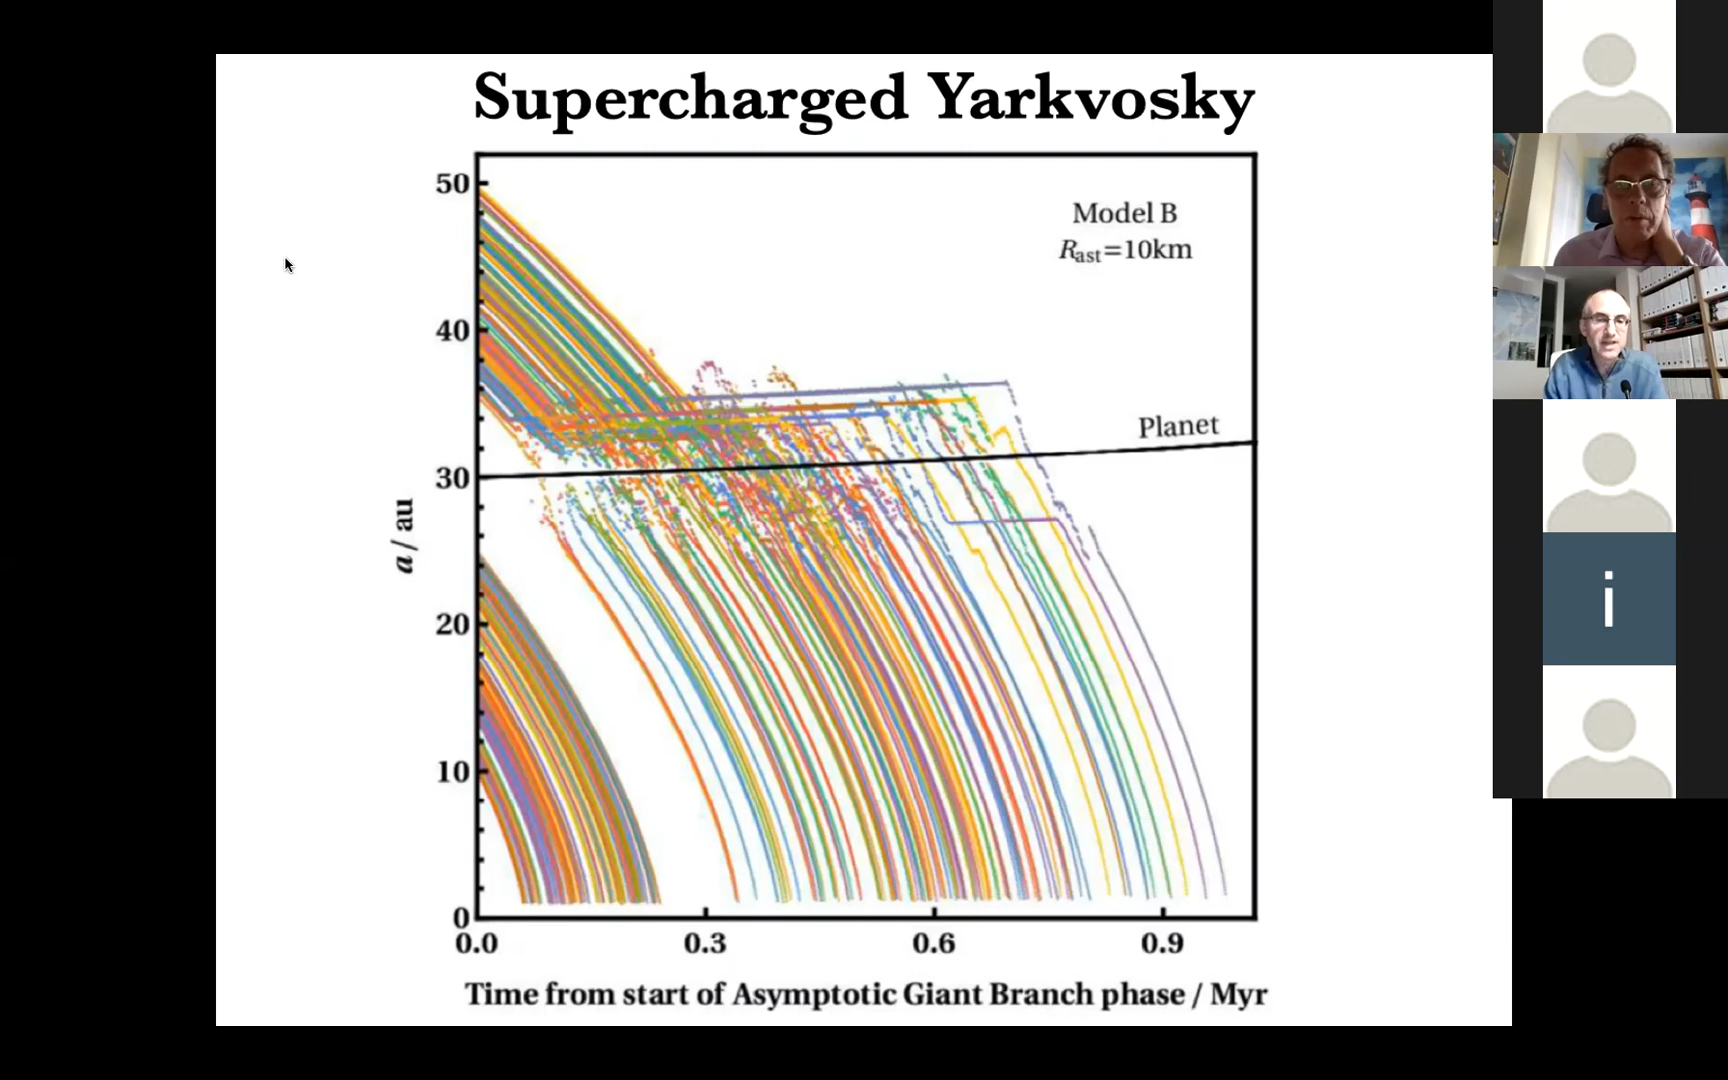 Supercharged Yarkvosky
50
40
30
20
10
0
a / au
Model B
Rast=10km
Planet
0.0 0.3 0.6 0.9
Time from start of Asymptotic Giant Branch phase / Myr
i